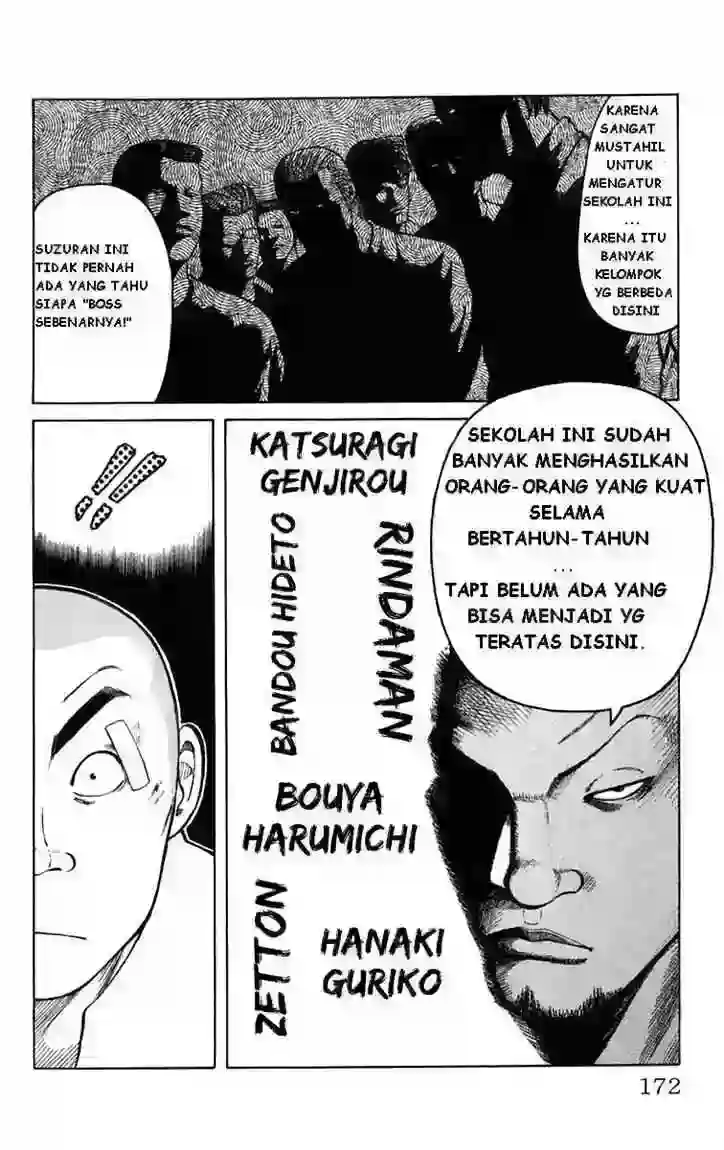 KARENA
SANGAT
MUSTAHIL
UNTUK
MENGATUR
SEKOLAH INI
...
KARENA ITU
BANYAK
KELOMPOK
YG BERBEDA
DISINI
SUZURAN INI
TIDAK PERNAH
ADA YANG TAHU
SIAPA "BOSS
SEBENARNYA!"
SEKOLAH INI SUDAH
BANYAK MENGHASILKAN
ORANG-ORANG YANG KUAT
SELAMA
BERTAHUN-TAHUN
...
TAPI BELUM ADA YANG
BISA MENJADI YG
TERATAS DISINI.
KATSURAGI
GENJIROU
RINDAMAN
BANDOU HIDETO
BOUYA
HARUMICHI
ZETTON
HANAKI
GURIKO
!!
172